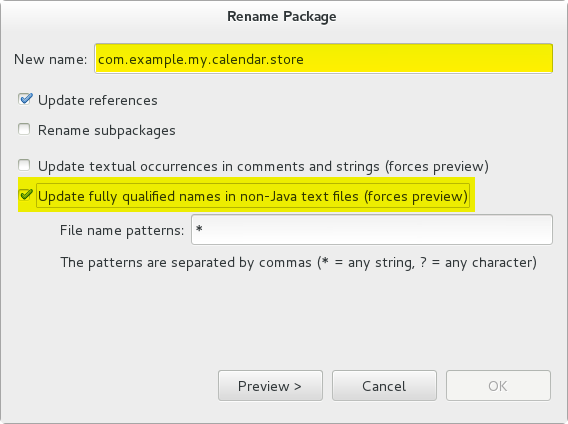 Rename Package
New name: com.example.my.calendar.store
Update references
Rename subpackages
Update textual occurrences in comments and strings (forces preview)
Update fully qualified names in non-Java text files (forces preview)
File name patterns: *
The patterns are separated by commas (* = any string, ? = any character)
Preview > Cancel OK